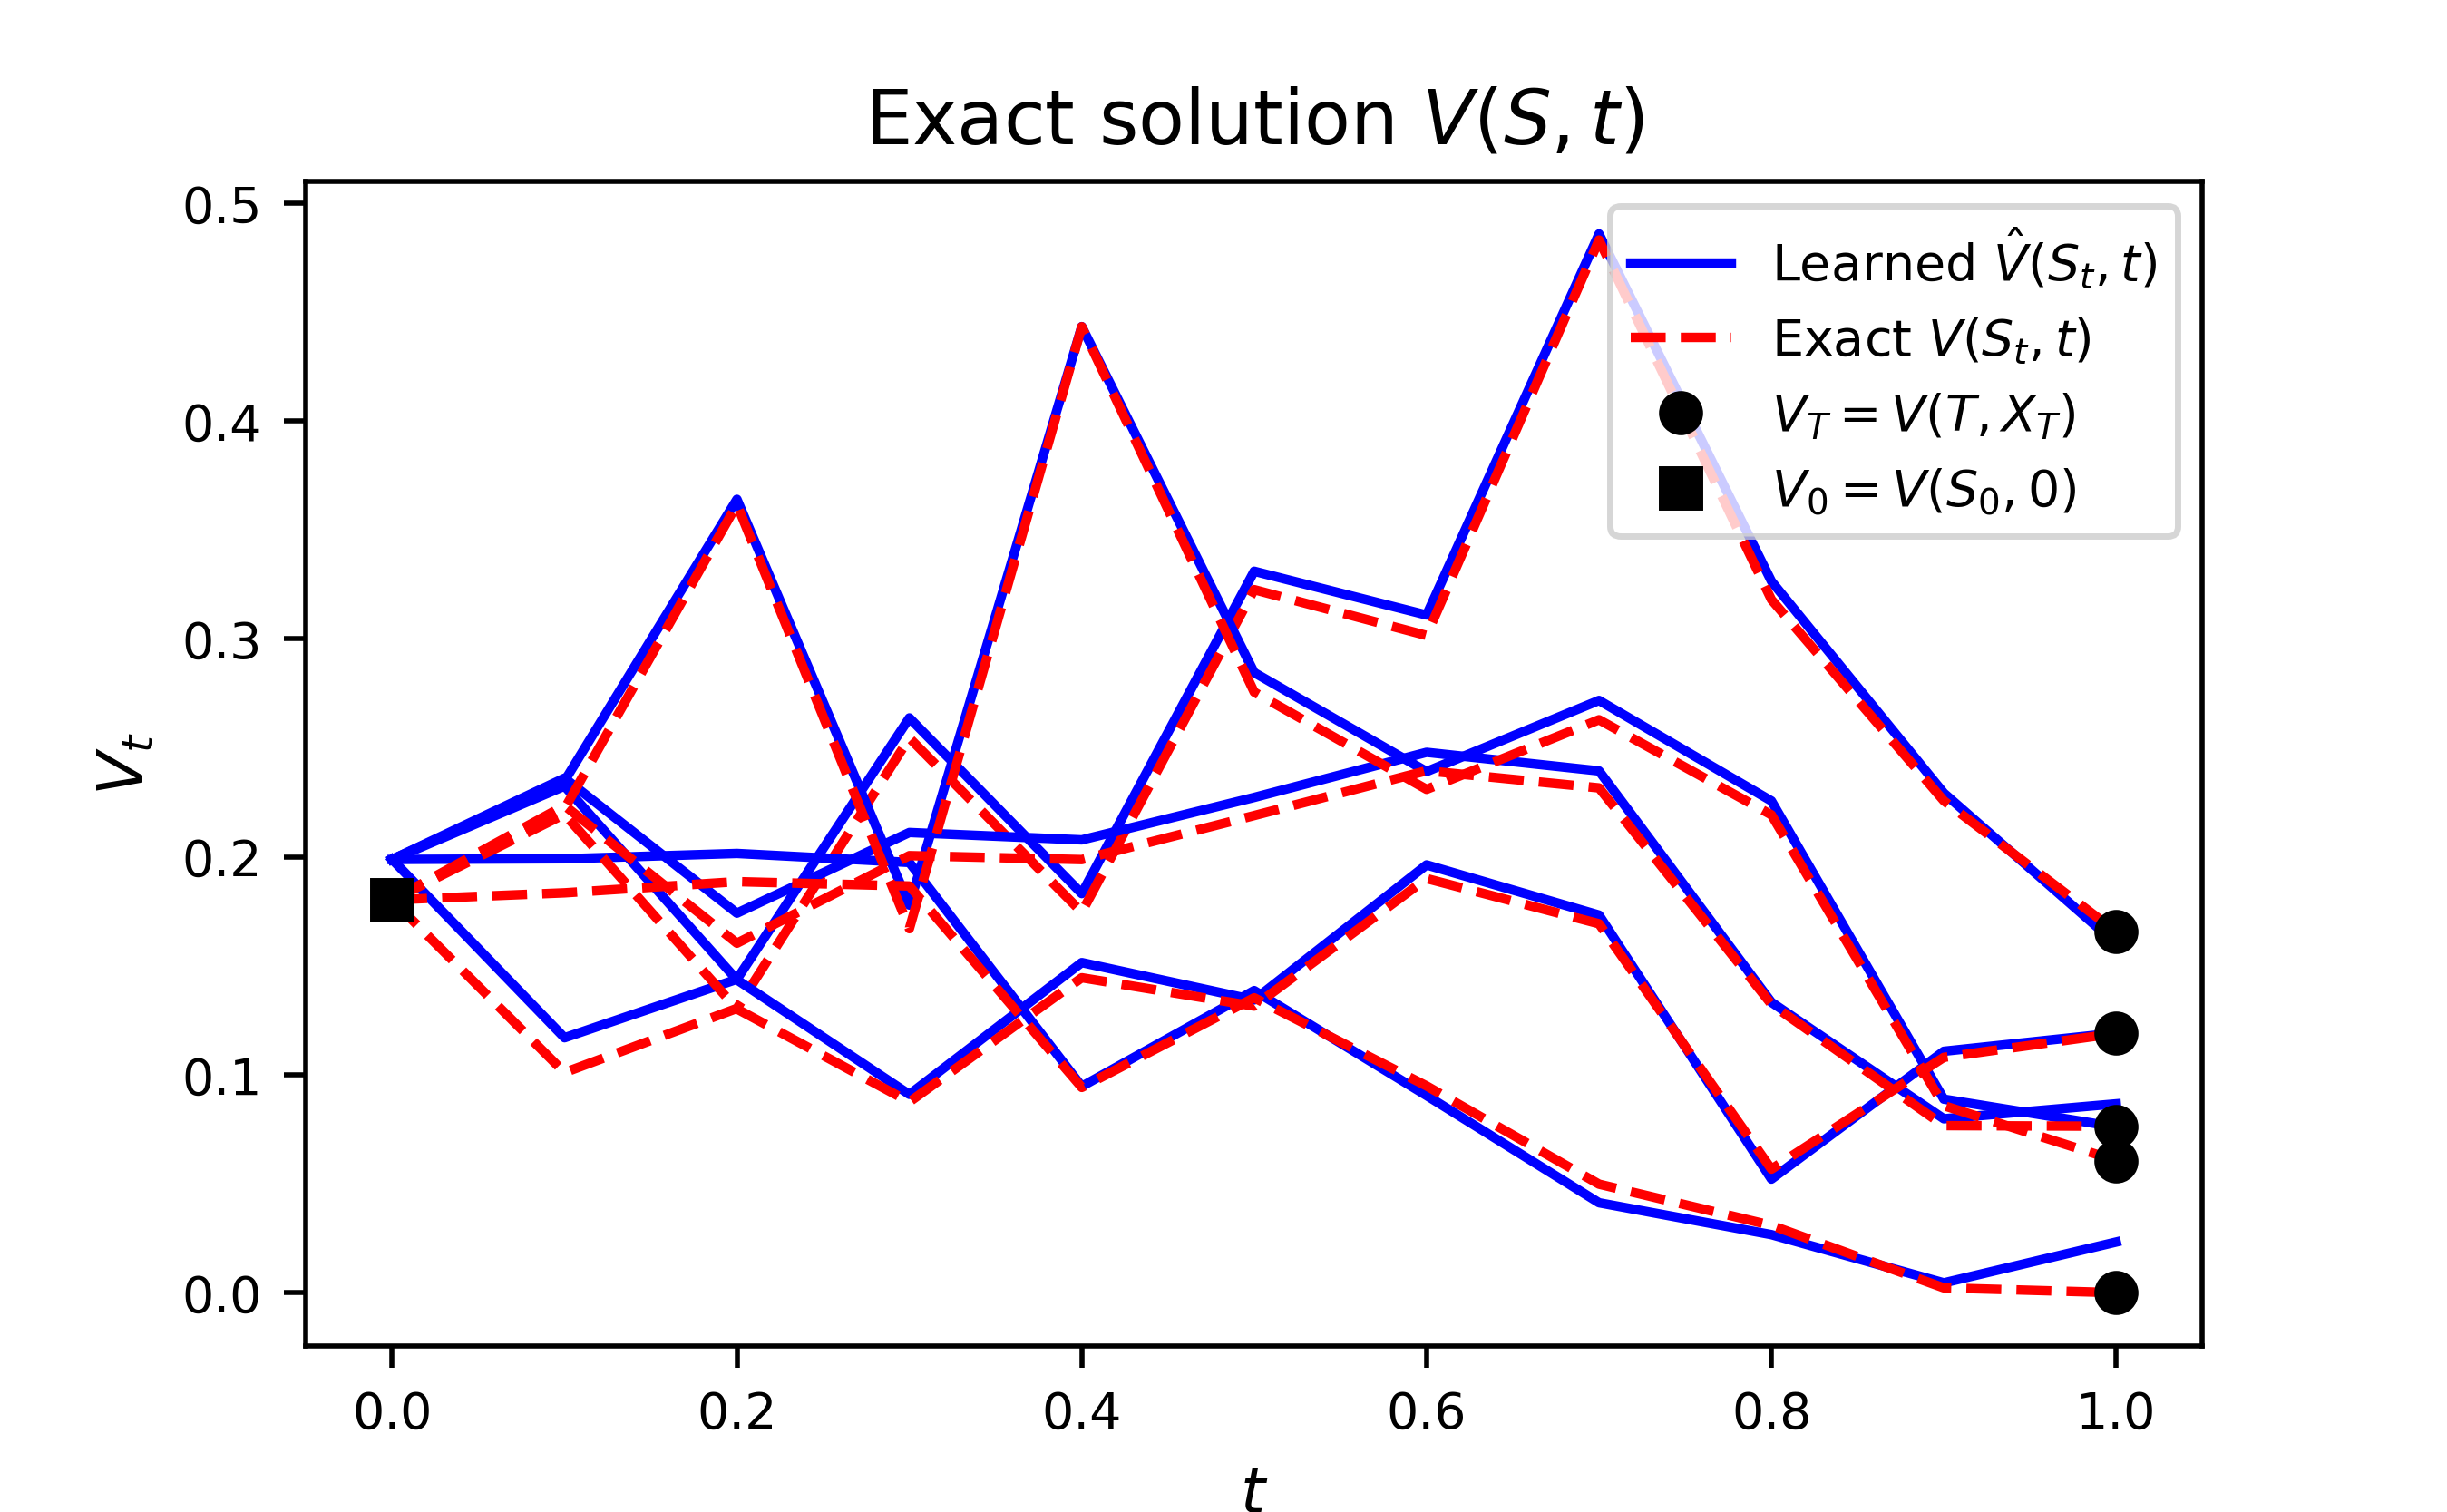 Exact solution V(S, t)
0.5
0.4
0.3
0.2
0.1
0.0
V_t
Learned V̂(S_t, t)
Exact V(S_t, t)
V_T = V(T, X_T)
V_0 = V(S_0, 0)
0.0 0.2 0.4 0.6 0.8 1.0
t